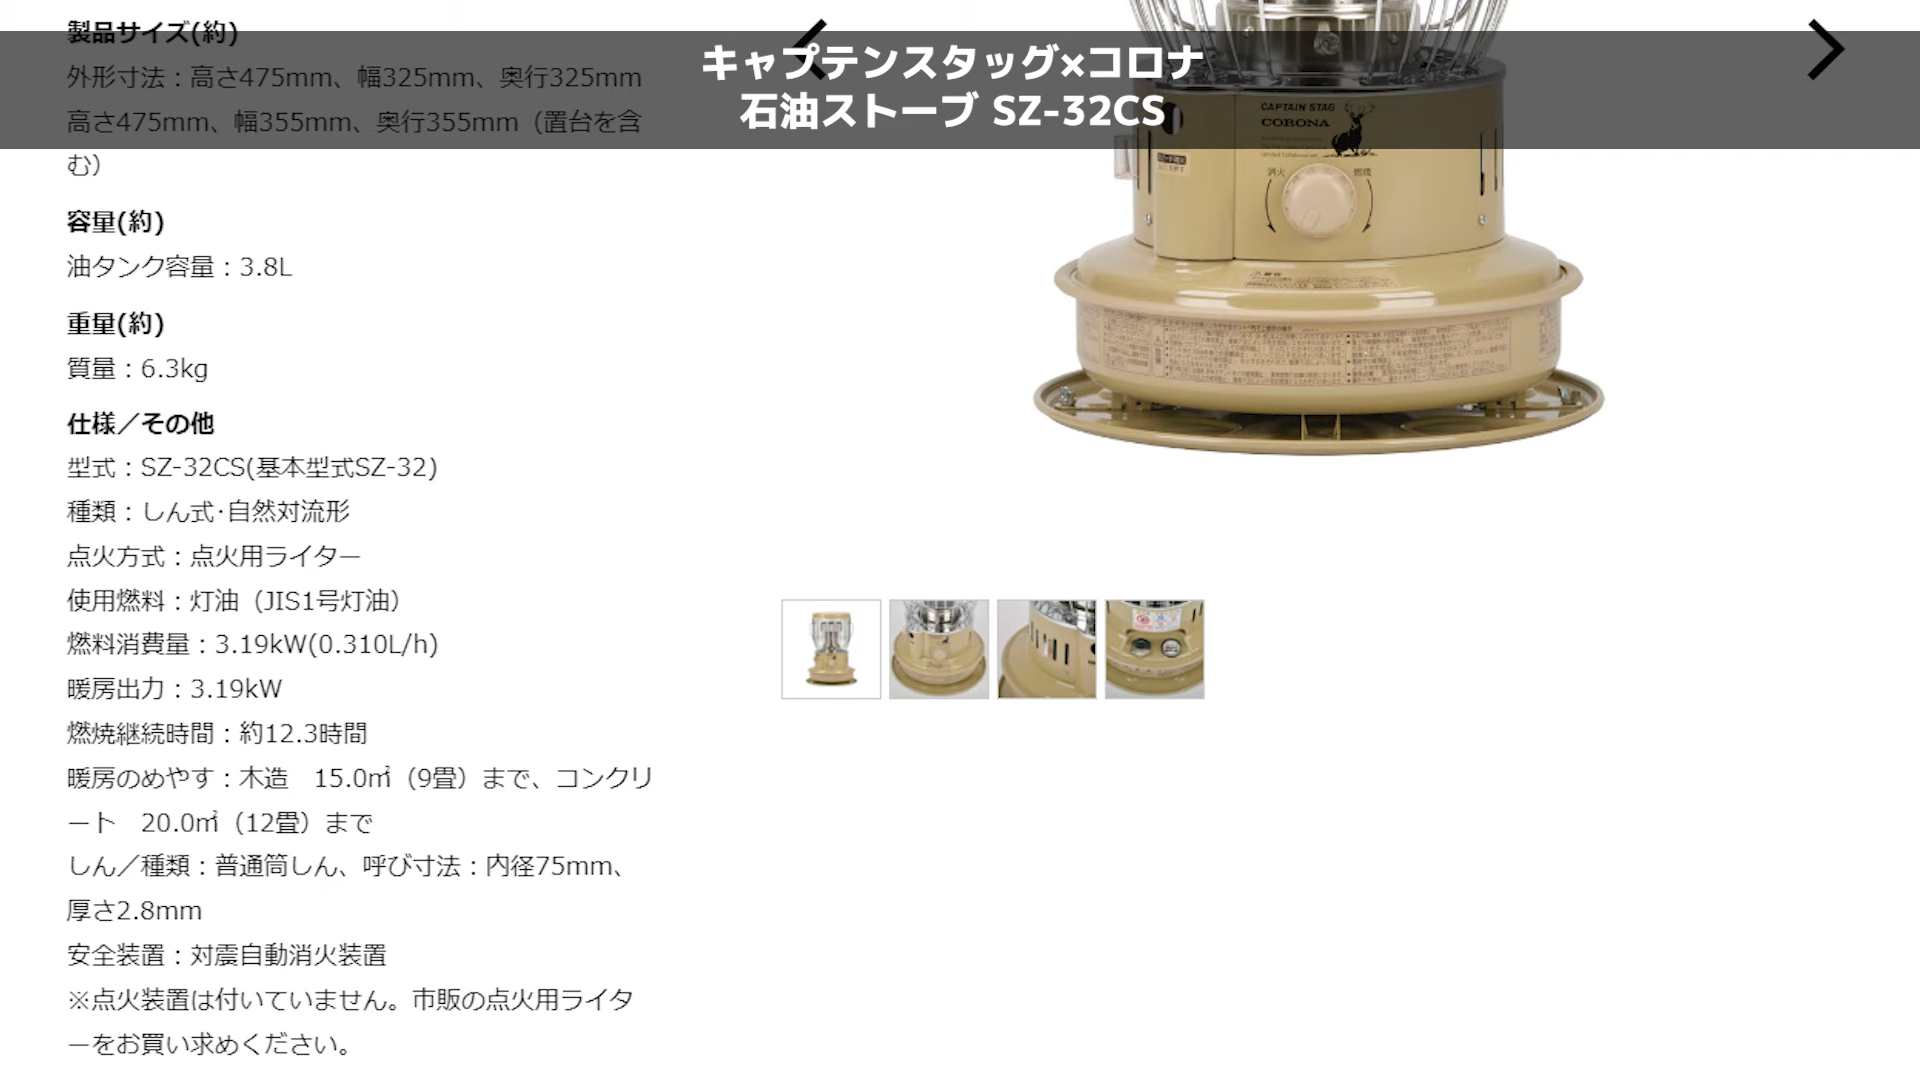 製品サイズ(約)
外形寸法：高さ475mm、幅325mm、奥行325mm
高さ475mm、幅355mm、奥行355mm（置台を含
む）
容量(約)
油タンク容量：3.8L
重量(約)
質量：6.3kg
仕様／その他
型式：SZ-32CS(基本型式SZ-32)
種類：しん式･自然対流形
点火方式：点火用ライター
使用燃料：灯油（JIS1号灯油）
燃料消費量：3.19kW(0.310L/h)
暖房出力：3.19kW
燃焼継続時間：約12.3時間
暖房のめやす：木造　15.0㎡（9畳）まで、コンクリ
ート　20.0㎡（12畳）まで
しん／種類：普通筒しん、呼び寸法：内径75mm、
厚さ2.8mm
安全装置：対震自動消火装置
※点火装置は付いていません。市販の点火用ライタ
ーをお買い求めください。
キャプテンスタッグ×コロナ
石油ストーブ SZ-32CS
CAPTAIN STAG
CORONA
消火
燃焼